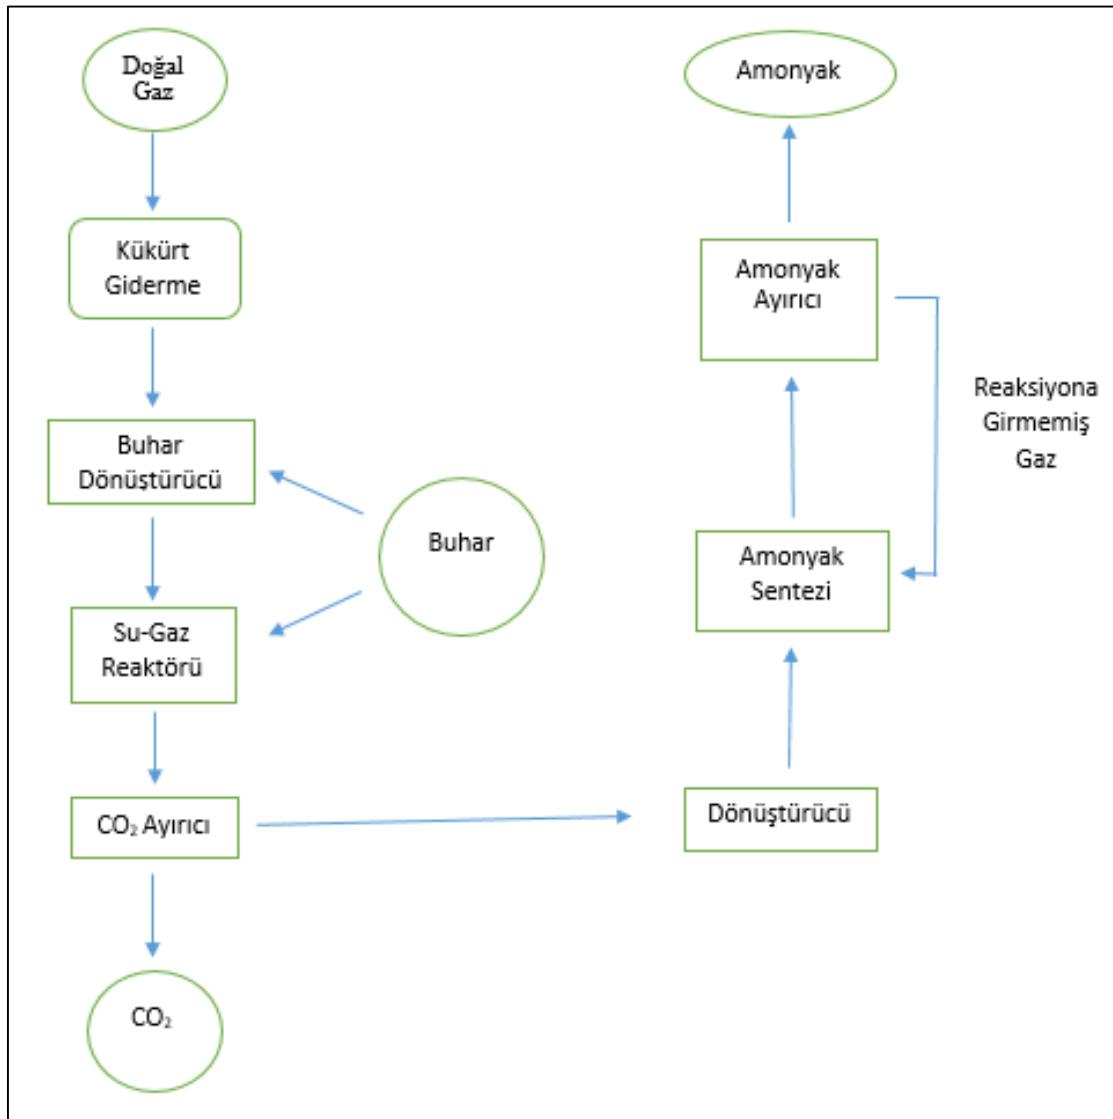 Doğal
Gaz
Kükürt
Giderme
Buhar
Dönüştürücü
Buhar
Su-Gaz
Reaktörü
CO₂ Ayırıcı
CO₂
Amonyak
Amonyak
Ayırıcı
Reaksiyona
Girmemiş
Gaz
Amonyak
Sentezi
Dönüştürücü